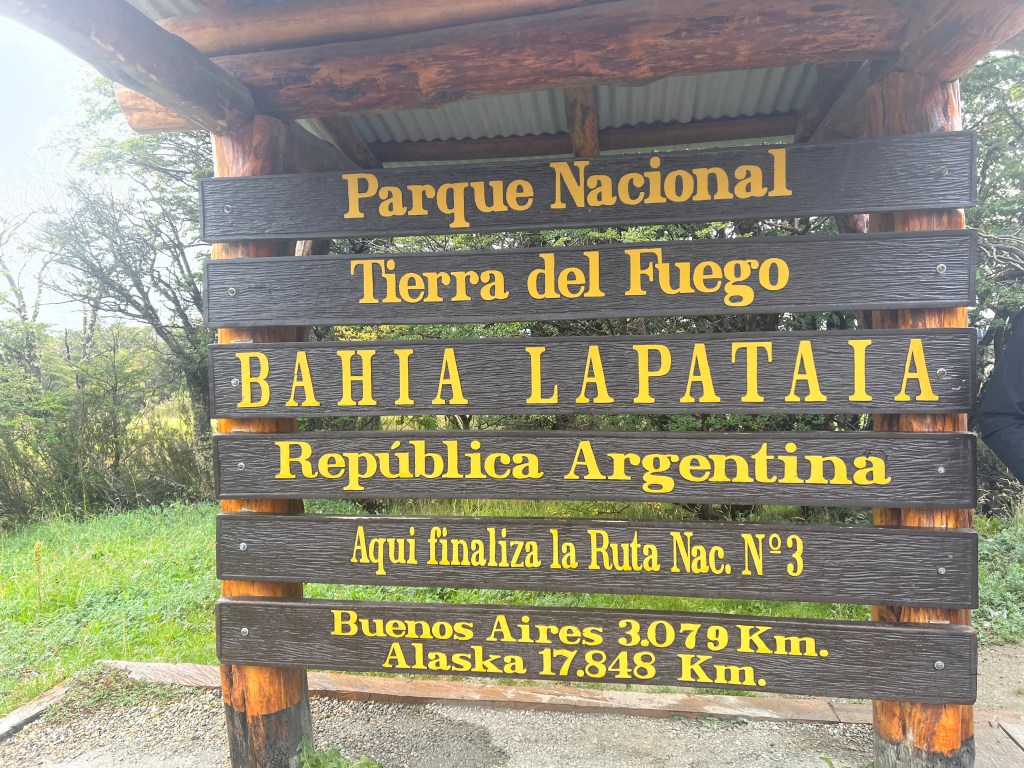 Parque Nacional
Tierra del Fuego
BAHIA LAPATAIA
República Argentina
Aqui finaliza la Ruta Nac. Nº 3
Buenos Aires 3.079 Km.
Alaska 17.848 Km.